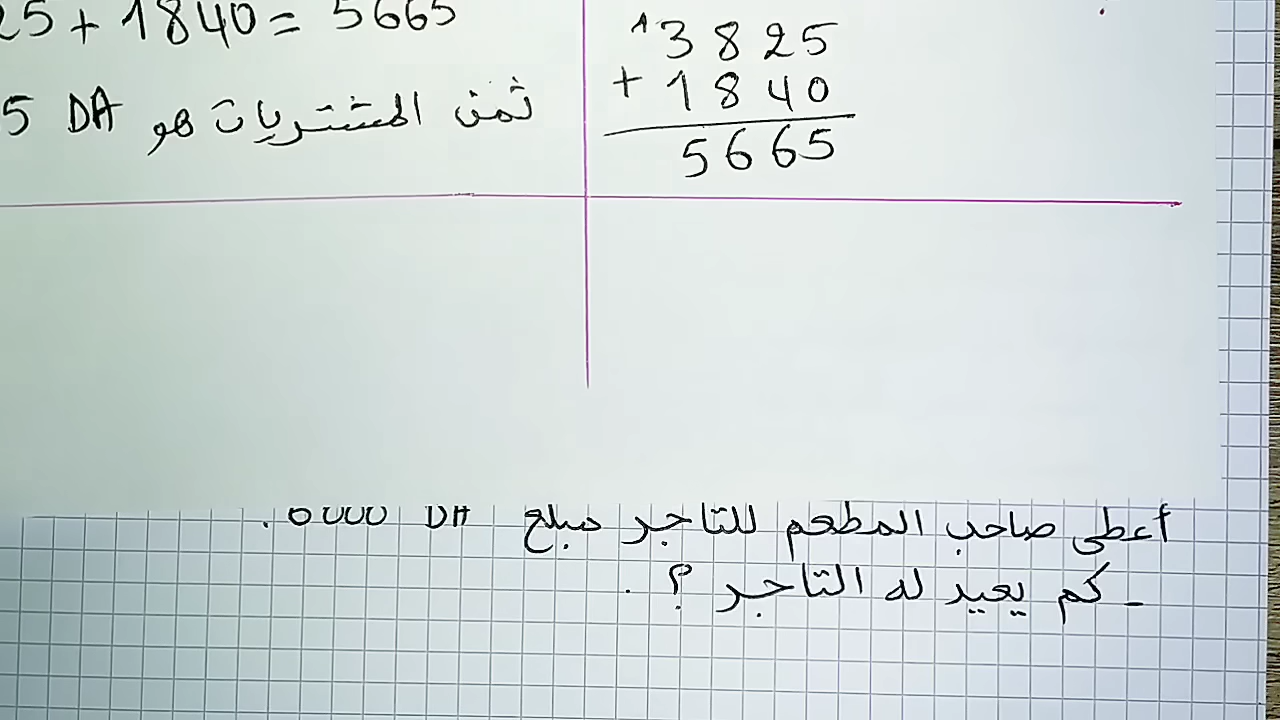 25 + 1840 = 5665
ثمن المشتريات هو 5 DA
¹3825
+ 1840
5665
أعطى صاحب المطعم للتاجر مبلغ DA .
ـ كم يعيد له التاجر ؟ .